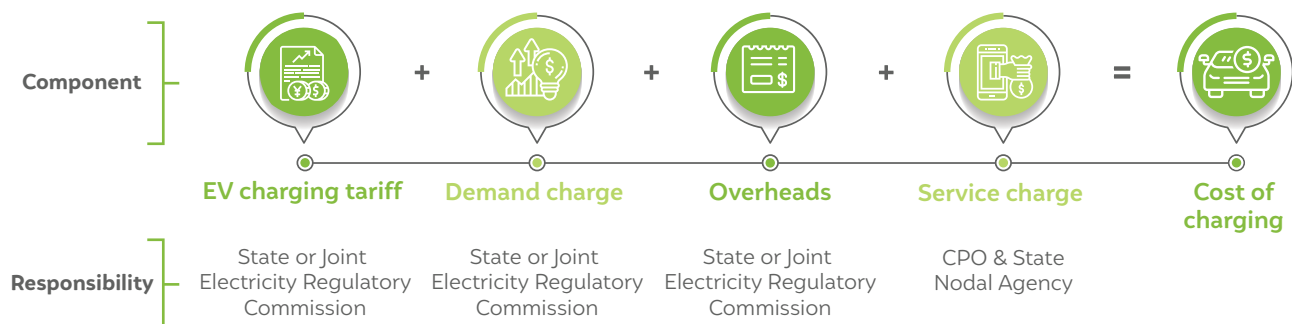 Component
+
+
+
=
EV charging tariff
Demand charge
Overheads
Service charge
Cost of
charging
Responsibility
State or Joint
Electricity Regulatory
Commission
State or Joint
Electricity Regulatory
Commission
State or Joint
Electricity Regulatory
Commission
CPO & State
Nodal Agency